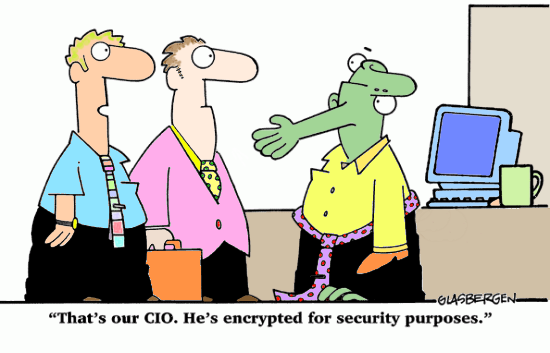 GLASBERGEN
“That’s our CIO. He’s encrypted for security purposes.”